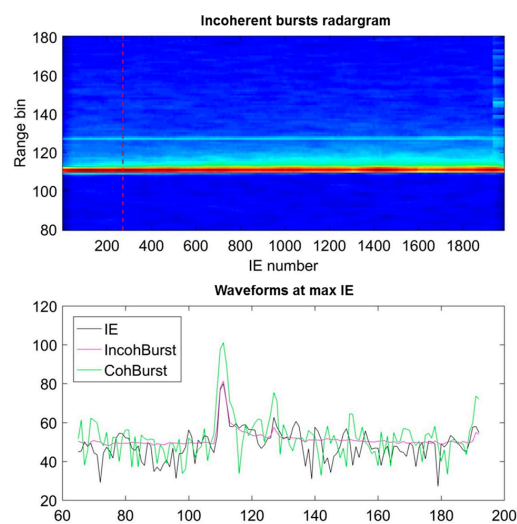 Incoherent bursts radargram
180
160
140
120
100
80
Range bin
200 400 600 800 1000 1200 1400 1600 1800
IE number
Waveforms at max IE
120
100
80
60
40
20
IE
IncohBurst
CohBurst
60 80 100 120 140 160 180 200